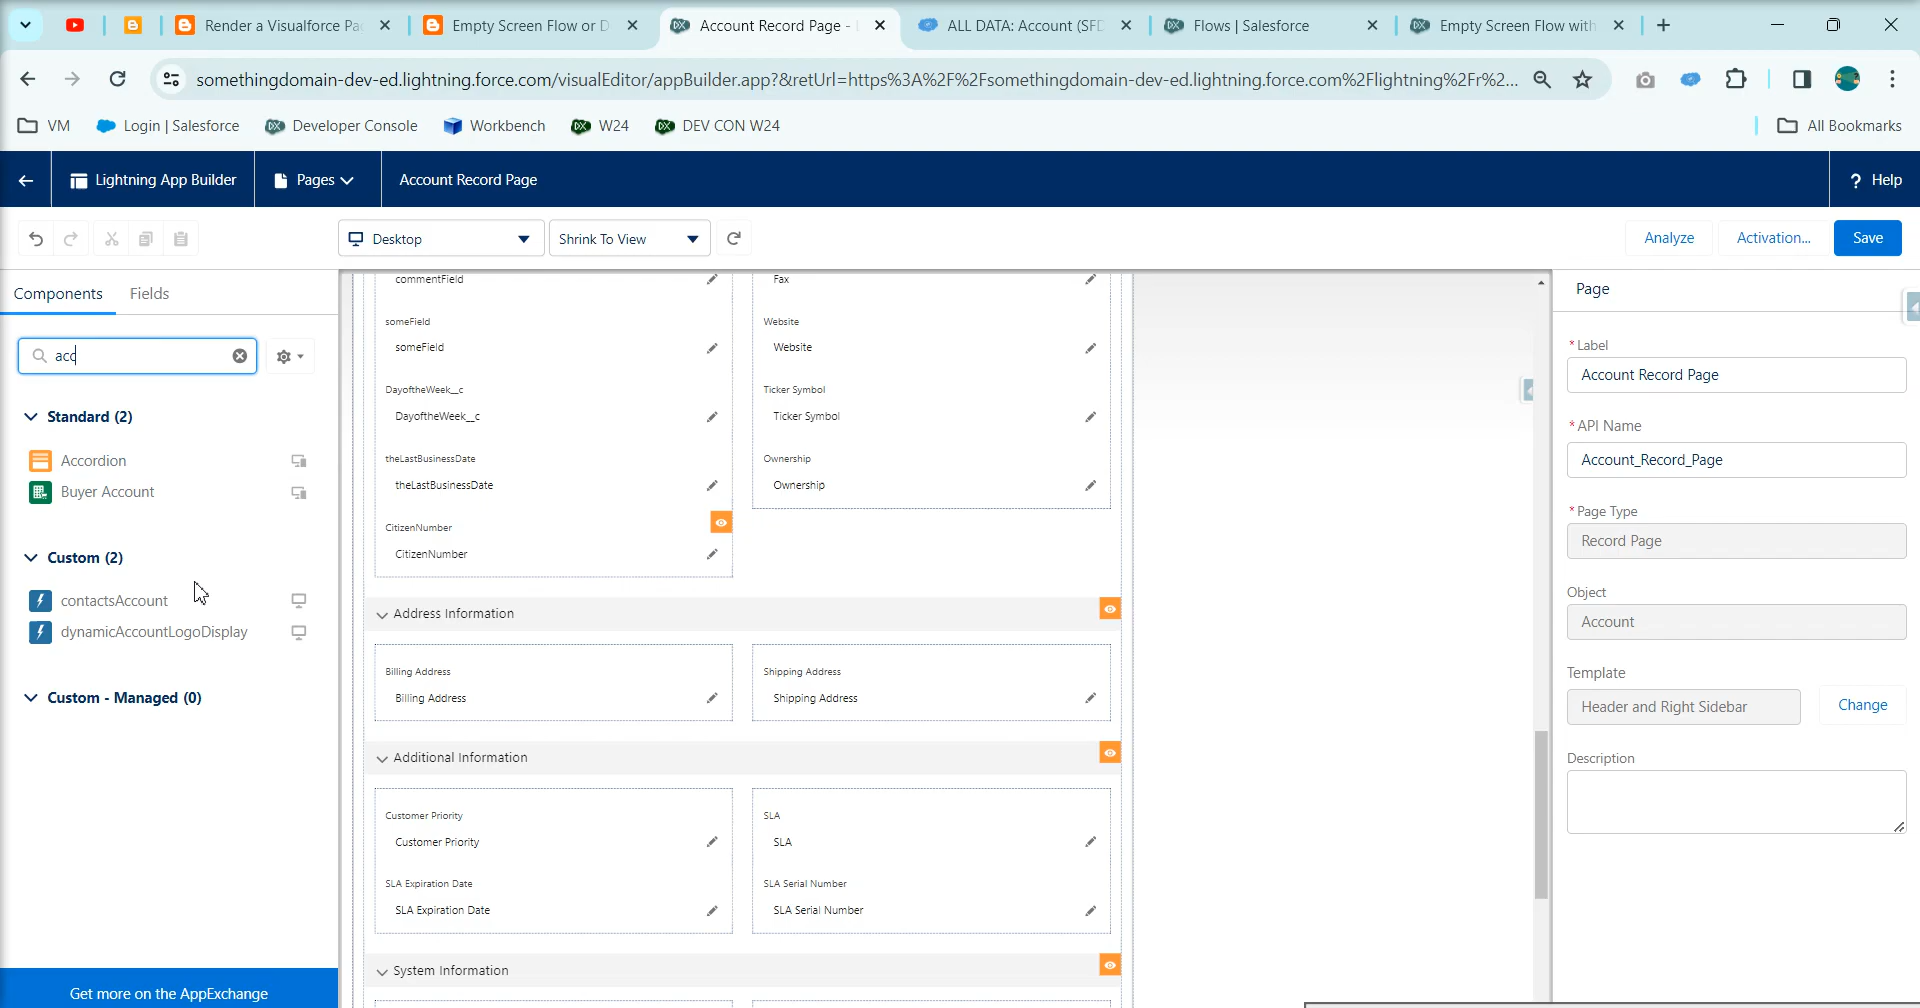 Render a Visualforce Pa
Empty Screen Flow or D
Account Record Page -
ALL DATA: Account (SFD
Flows | Salesforce
Empty Screen Flow with
somethingdomain-dev-ed.lightning.force.com/visualEditor/appBuilder.app?&retUrl=https%3A%2F%2Fsomethingdomain-dev-ed.lightning.force.com%2Flightning%2Fr%2...
VM
Login | Salesforce
Developer Console
Workbench
W24
DEV CON W24
All Bookmarks
Lightning App Builder
Pages
Account Record Page
? Help
Desktop
Shrink To View
Analyze
Activation...
Save
Components
Fields
acc
Standard (2)
Accordion
Buyer Account
Custom (2)
contactsAccount
dynamicAccountLogoDisplay
Custom - Managed (0)
Get more on the AppExchange
commentField
Fax
someField
someField
Website
Website
DayoftheWeek__c
DayoftheWeek__c
Ticker Symbol
Ticker Symbol
theLastBusinessDate
theLastBusinessDate
Ownership
Ownership
CitizenNumber
CitizenNumber
Address Information
Billing Address
Billing Address
Shipping Address
Shipping Address
Additional Information
Customer Priority
Customer Priority
SLA
SLA
SLA Expiration Date
SLA Expiration Date
SLA Serial Number
SLA Serial Number
System Information
Page
* Label
Account Record Page
* API Name
Account_Record_Page
* Page Type
Record Page
Object
Account
Template
Header and Right Sidebar
Change
Description